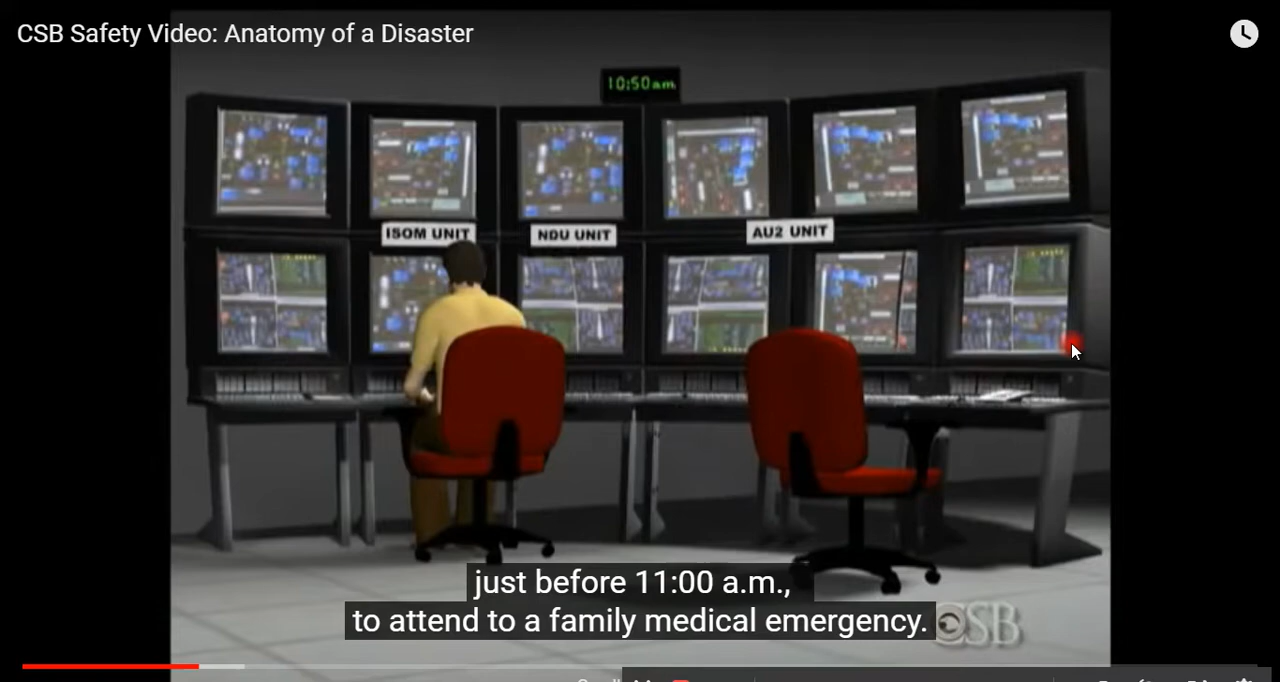 CSB Safety Video: Anatomy of a Disaster
10:50am
ISOM UNIT
NDU UNIT
AU2 UNIT
just before 11:00 a.m.,
to attend to a family medical emergency.
CSB